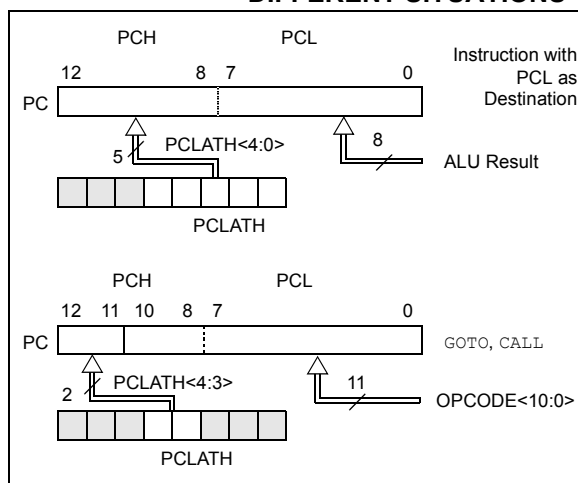 DIFFERENT SITUATIONS
PCH PCL
12 8 7 0
Instruction with
PCL as
Destination
PC
5 PCLATH<4:0> 8
ALU Result
PCLATH
PCH PCL
12 11 10 8 7 0
PC GOTO, CALL
2 PCLATH<4:3> 11
OPCODE<10:0>
PCLATH